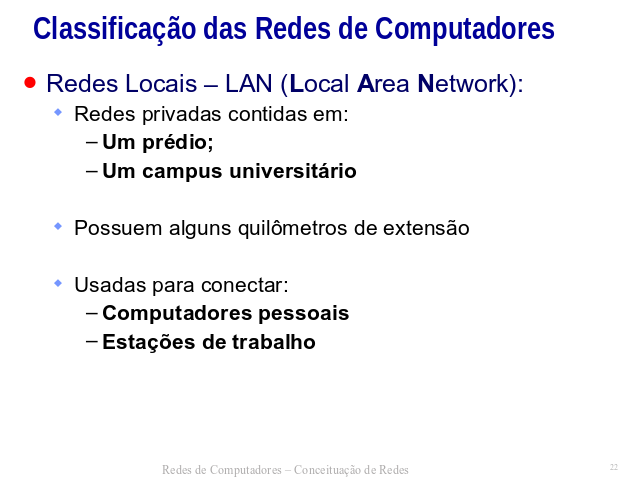 Classificação das Redes de Computadores
● Redes Locais – LAN (Local Area Network):
◆ Redes privadas contidas em:
– Um prédio;
– Um campus universitário
◆ Possuem alguns quilômetros de extensão
◆ Usadas para conectar:
– Computadores pessoais
– Estações de trabalho
Redes de Computadores – Conceituação de Redes
22